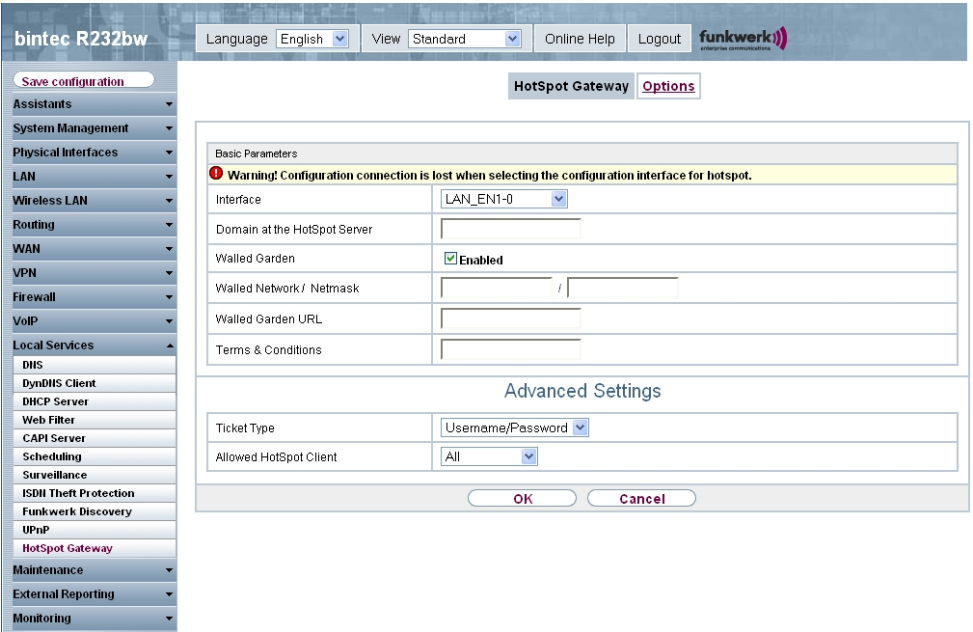 bintec R232bw
Language English View Standard Online Help Logout funkwerk
enterprise communications
Save configuration
Assistants
System Management
Physical Interfaces
LAN
Wireless LAN
Routing
WAN
VPN
Firewall
VoIP
Local Services
DNS
DynDNS Client
DHCP Server
Web Filter
CAPI Server
Scheduling
Surveillance
ISDN Theft Protection
Funkwerk Discovery
UPnP
HotSpot Gateway
Maintenance
External Reporting
Monitoring
HotSpot Gateway Options
Basic Parameters
Warning! Configuration connection is lost when selecting the configuration interface for hotspot.
Interface LAN_EN1-0
Domain at the HotSpot Server
Walled Garden Enabled
Walled Network / Netmask /
Walled Garden URL
Terms & Conditions
Advanced Settings
Ticket Type Username/Password
Allowed HotSpot Client All
OK Cancel